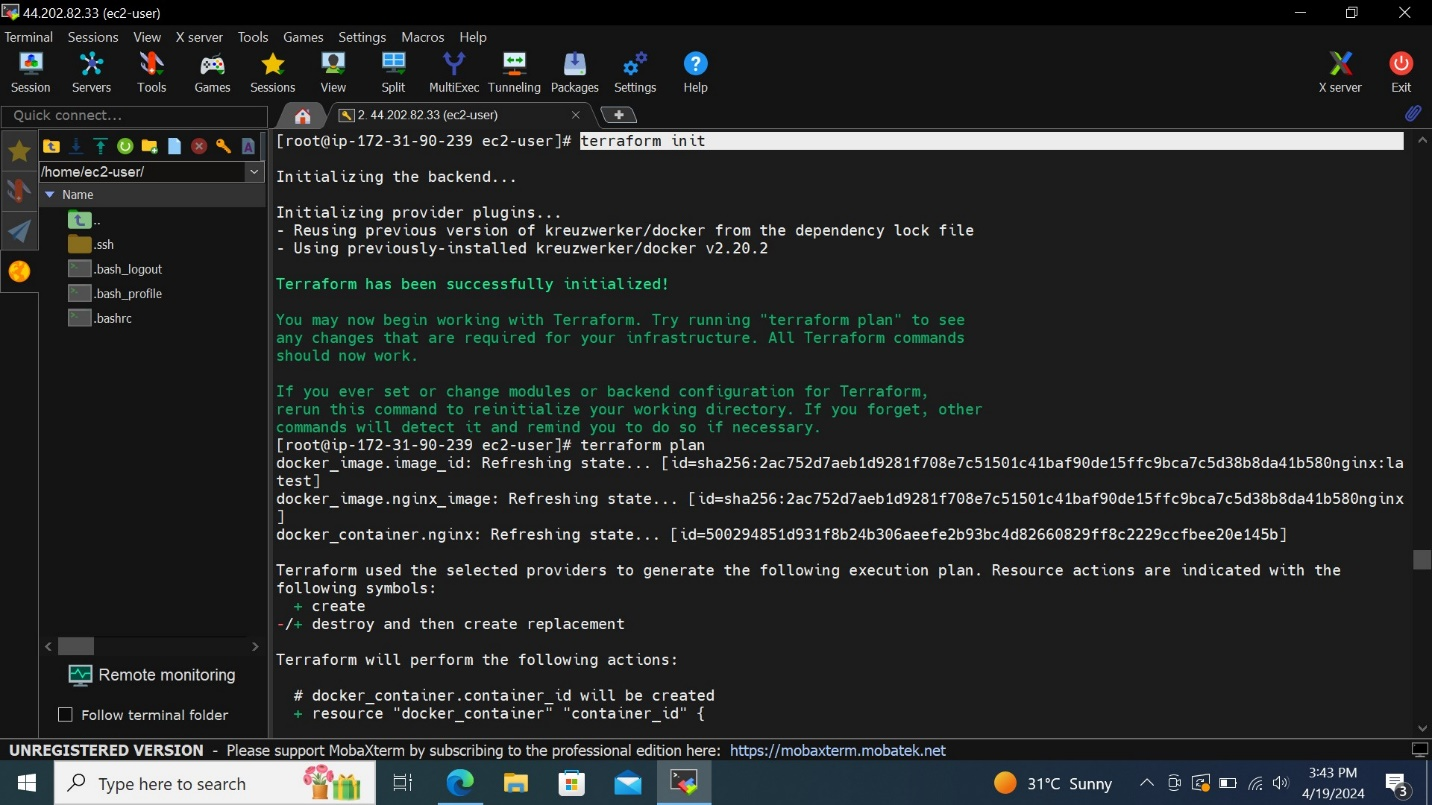 44.202.82.33 (ec2-user)
Terminal Sessions View X server Tools Games Settings Macros Help
Session Servers Tools Games Sessions View Split MultiExec Tunneling Packages Settings Help X server Exit
Quick connect...
2. 44.202.82.33 (ec2-user)
/home/ec2-user/
Name
..
.ssh
.bash_logout
.bash_profile
.bashrc
Remote monitoring
Follow terminal folder
[root@ip-172-31-90-239 ec2-user]# terraform init
Initializing the backend...
Initializing provider plugins...
- Reusing previous version of kreuzwerker/docker from the dependency lock file
- Using previously-installed kreuzwerker/docker v2.20.2
Terraform has been successfully initialized!
You may now begin working with Terraform. Try running "terraform plan" to see
any changes that are required for your infrastructure. All Terraform commands
should now work.
If you ever set or change modules or backend configuration for Terraform,
rerun this command to reinitialize your working directory. If you forget, other
commands will detect it and remind you to do so if necessary.
[root@ip-172-31-90-239 ec2-user]# terraform plan
docker_image.image_id: Refreshing state... [id=sha256:2ac752d7aeb1d9281f708e7c51501c41baf90de15ffc9bca7c5d38b8da41b580nginx:la
test]
docker_image.nginx_image: Refreshing state... [id=sha256:2ac752d7aeb1d9281f708e7c51501c41baf90de15ffc9bca7c5d38b8da41b580nginx
]
docker_container.nginx: Refreshing state... [id=500294851d931f8b24b306aeefe2b93bc4d82660829ff8c2229ccfbee20e145b]
Terraform used the selected providers to generate the following execution plan. Resource actions are indicated with the
following symbols:
+ create
-/+ destroy and then create replacement
Terraform will perform the following actions:
# docker_container.container_id will be created
+ resource "docker_container" "container_id" {
UNREGISTERED VERSION - Please support MobaXterm by subscribing to the professional edition here: https://mobaxterm.mobatek.net
Type here to search
31°C Sunny
3:43 PM
4/19/2024
3